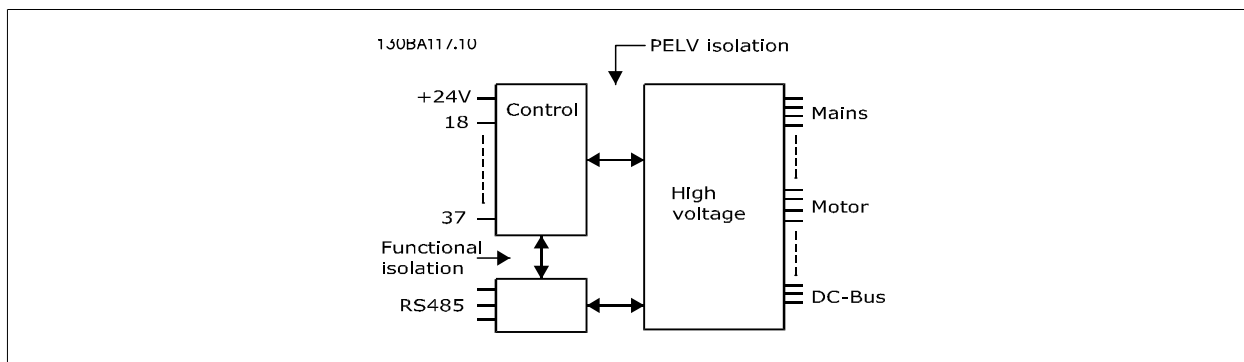 130BA117.10
PELV isolation
+24V
Control
18
Mains
High
voltage
37
Motor
Functional
isolation
RS485
DC-Bus